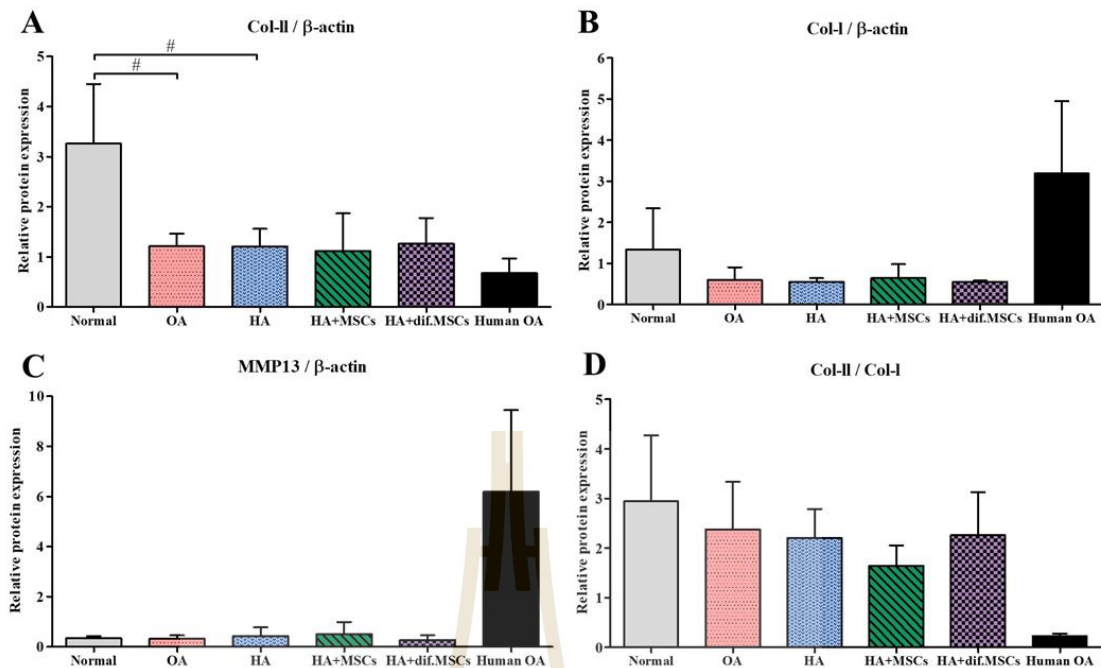 A
Col-ll / β-actin
Relative protein expression
5
4
3
2
1
0
#
#
Normal OA HA HA+MSCs HA+dif.MSCs Human OA
B
Col-l / β-actin
Relative protein expression
6
5
4
3
2
1
0
Normal OA HA HA+MSCs HA+dif.MSCs Human OA
C
MMP13 / β-actin
Relative protein expression
10
8
6
4
2
0
Normal OA HA HA+MSCs HA+dif.MSCs Human OA
D
Col-ll / Col-l
Relative protein expression
5
4
3
2
1
0
Normal OA HA HA+MSCs HA+dif.MSCs Human OA